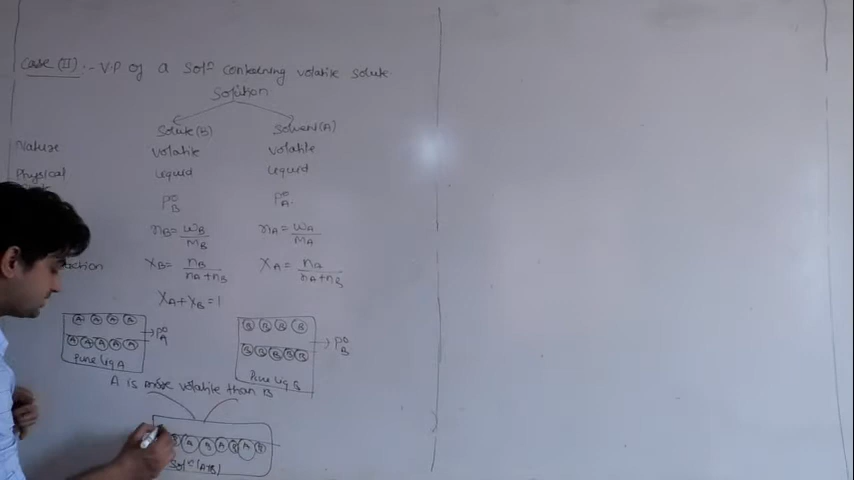 Case (II) :- V.P of a Solⁿ containing volatile solute
Solution
Solute(B) Solvent(A)
Nature volatile volatile
Physical liquid liquid
P°B P°A
nB = wB/MB nA = wA/MA
XB = nB/(nA+nB) XA = nA/(nA+nB)
XA+XB=1
A A A A B B B B
→P°A →P°B
A A A A A B B B B B
Pure liq A Pure liq B
A is more volatile than B
B A B A B A B
Solⁿ(A+B)